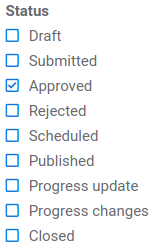 Status
Draft
Submitted
Approved
Rejected
Scheduled
Published
Progress update
Progress changes
Closed